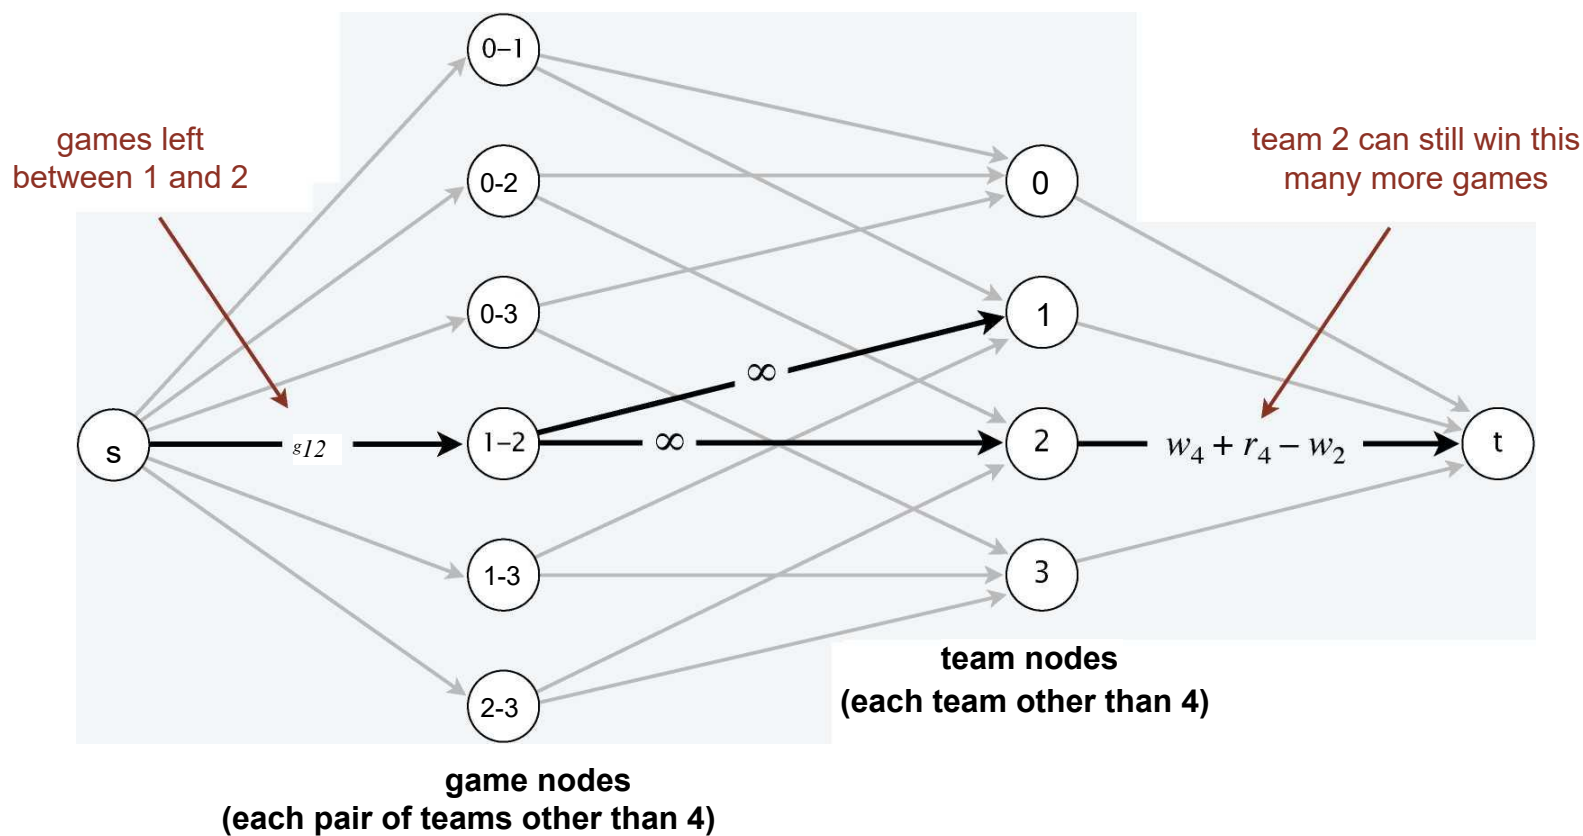 0–1
games left
between 1 and 2
team 2 can still win this
many more games
0-2
0
0-3
1
∞
s
g12
1–2
∞
2
w4 + r4 − w2
t
1-3
3
2-3
team nodes
(each team other than 4)
game nodes
(each pair of teams other than 4)